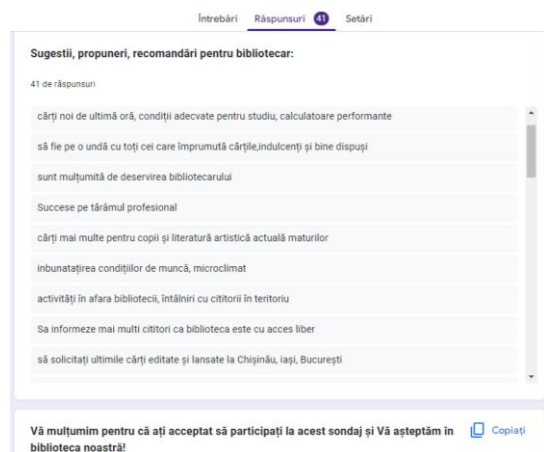 Întrebări Răspunsuri 41 Setări
Sugestii, propuneri, recomandări pentru bibliotecar:
41 de răspunsuri
cărți noi de ultimă oră, condiții adecvate pentru studiu, calculatoare performante
să fie pe o undă cu toți cei care împrumută cărțile,indulcenți și bine dispuși
sunt mulțumită de deservirea bibliotecarului
Succese pe tărâmul profesional
cărți mai multe pentru copii și literatură artistică actuală maturilor
inbunatațirea condițiilor de muncă, microclimat
activități în afara bibliotecii, întâlniri cu cititorii în teritoriu
Sa informeze mai multi cititori ca biblioteca este cu acces liber
să solicitați ultimile cărți editate și lansate la Chișinău, iași, București
Vă mulțumim pentru că ați acceptat să participați la acest sondaj și Vă așteptăm în
biblioteca noastră!
Copiați